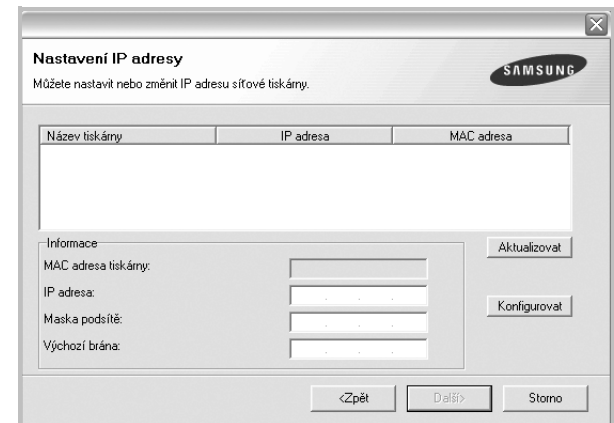 Nastavení IP adresy
Můžete nastavit nebo změnit IP adresu síťové tiskárny.
SAMSUNG
Název tiskárny IP adresa MAC adresa
Informace
Aktualizovat
MAC adresa tiskárny:
IP adresa:
Konfigurovat
Maska podsítě:
Výchozí brána:
<Zpět Další> Storno